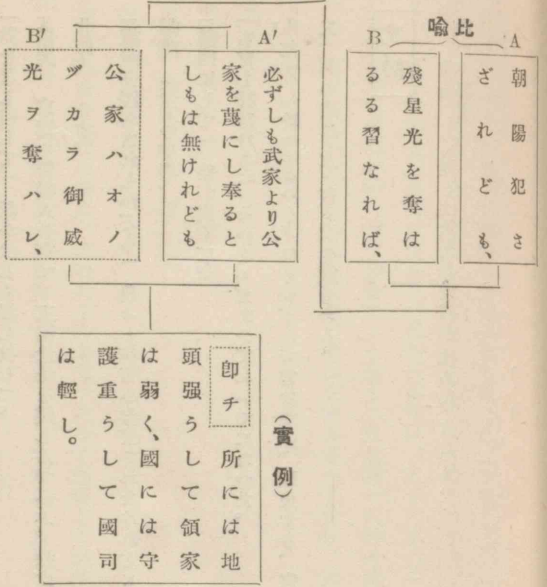 比喩
A
朝陽犯さ
ざれども、
B
殘星光を奪は
るる習なれば、
A′
必ずしも武家より公
家を蔑にし奉ると
しもは無けれども
B′
公家ハオノ
ヅカラ御威
光ヲ奪ハレ、
(實例)
卽チ 所には地
頭强うして領家
は弱く、國には守
護重うして國司
は輕し。